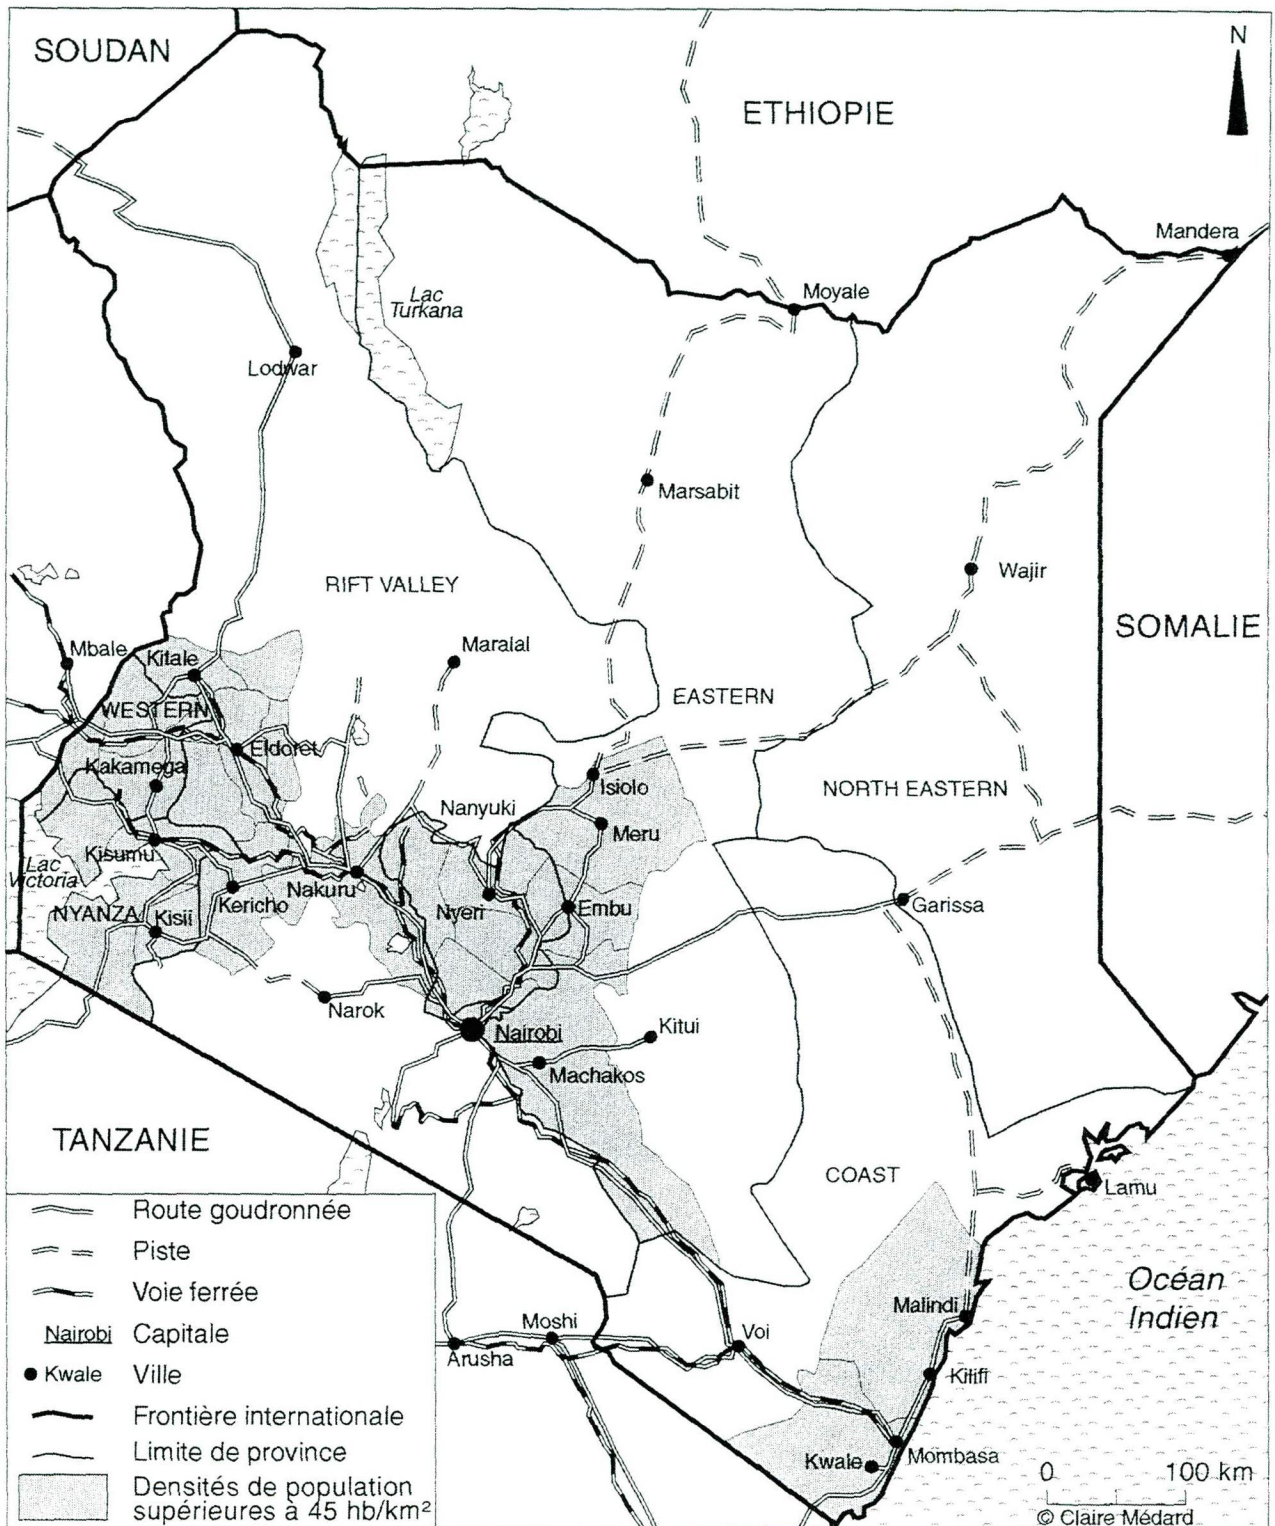 SOUDAN
ETHIOPIE
N
Mandera
Moyale
Lac
Turkana
Lodwar
Marsabit
RIFT VALLEY
Wajir
SOMALIE
Mbale
Kitale
Maralal
WESTERN
EASTERN
Eldoret
Kakamega
Isiolo
NORTH EASTERN
Nanyuki
Meru
Kisumu
Lac
Victoria
Nakuru
Kericho
NYANZA
Kisii
Nyeri
Embu
Garissa
Narok
Nairobi
Kitui
Machakos
TANZANIE
COAST
Lamu
Océan
Indien
Malindi
Moshi
Voi
Arusha
Kilifi
Mombasa
Kwale
Route goudronnée
Piste
Voie ferrée
Nairobi Capitale
Kwale Ville
Frontière internationale
Limite de province
Densités de population
supérieures à 45 hb/km²
0 100 km
© Claire Médard